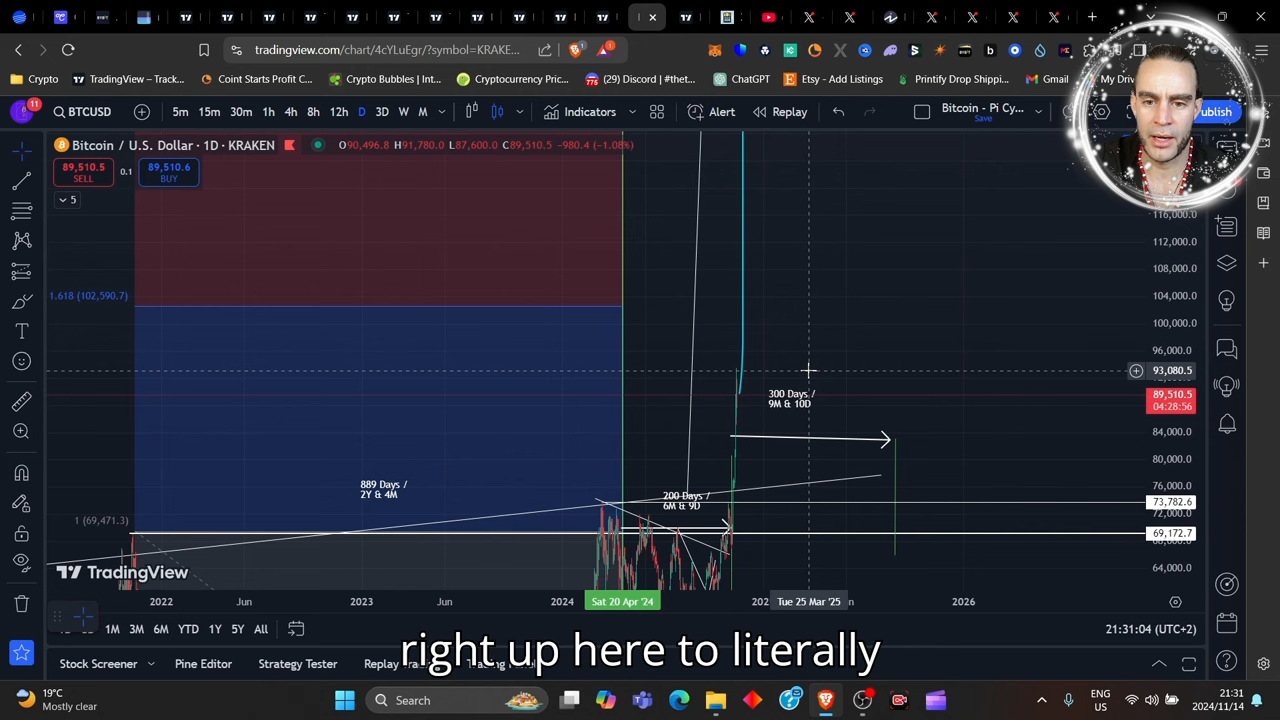 tradingview.com/chart/4cYLuEgr/?symbol=KRAKE...
Crypto
TradingView – Track...
Coint Starts Profit C...
Crypto Bubbles | Int...
Cryptocurrency Pric...
(29) Discord | #thet...
ChatGPT
Etsy - Add Listings
Printify Drop Shippi...
Gmail
My Driv
11
BTCUSD
5m 15m 30m 1h 4h 8h 12h D 3D W M
Indicators
Alert
Replay
Bitcoin - Pi Cy...
Save
ublish
Bitcoin / U.S. Dollar · 1D · KRAKEN
O90,496.8 H91,780.0 L87,600.0 C89,510.5 -980.4 (-1.08%)
89,510.5
SELL
0.1
89,510.6
BUY
5
116,000.0
112,000.0
108,000.0
104,000.0
100,000.0
96,000.0
93,080.5
89,510.5
04:28:56
84,000.0
80,000.0
76,000.0
73,782.6
72,000.0
69,172.7
64,000.0
1.618 (102,590.7)
300 Days /
9M & 10D
889 Days /
2Y & 4M
200 Days /
6M & 9D
1 (69,471.3)
TradingView
2022
Jun
2023
Jun
2024
Sat 20 Apr '24
202
Tue 25 Mar '25
2026
1M 3M 6M YTD 1Y 5Y All
21:31:04 (UTC+2)
right up here to literally
Stock Screener
Pine Editor
Strategy Tester
Replay
19°C
Mostly clear
Search
ENG
US
21:31
2024/11/14